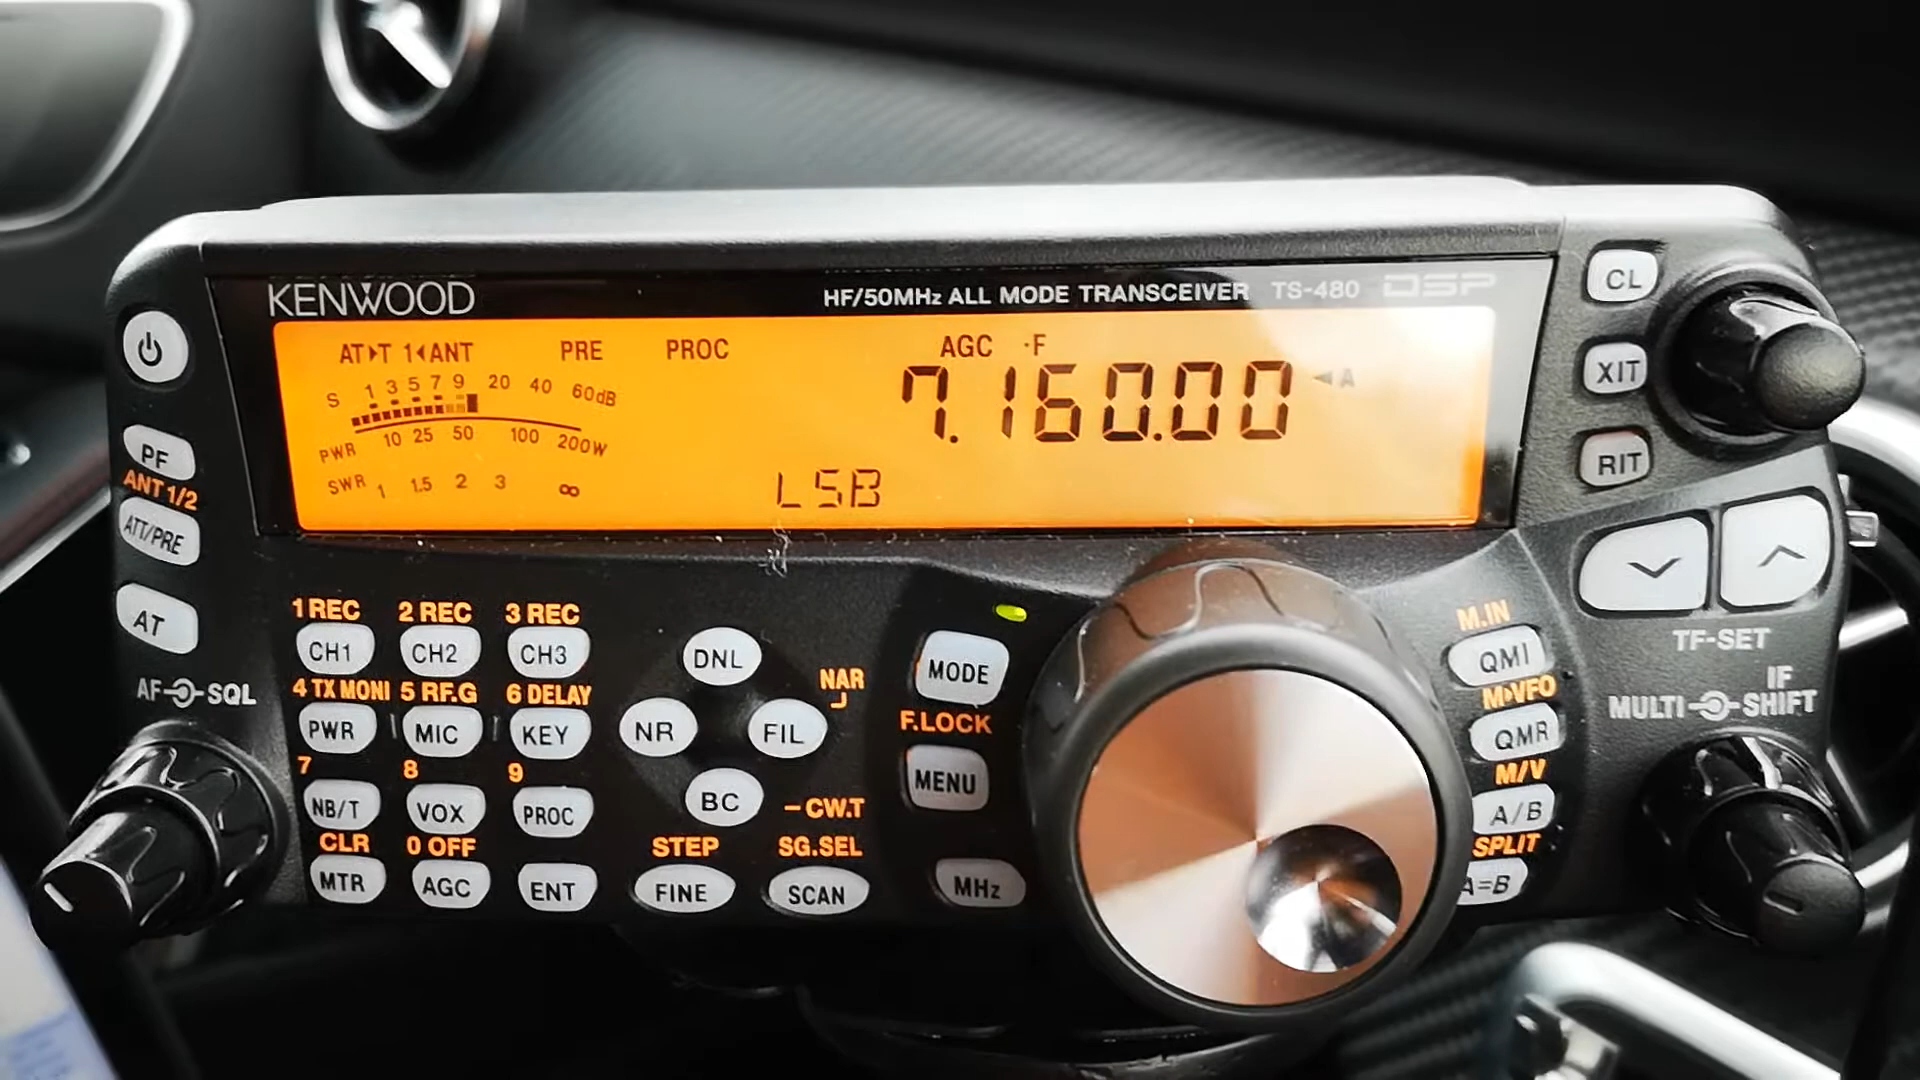 KENWOOD
HF/50MHz ALL MODE TRANSCEIVER TS-480 DSP
AT▸T 1◂ANT PRE PROC AGC -F
S 1 3 5 7 9 20 40 60dB
7.160.00 ◄A
PWR 10 25 50 100 200W
SWR 1 1.5 2 3 ∞
LSB
PF
ANT 1/2
ATT/PRE
AT
AF SQL
1 REC 2 REC 3 REC
CH1 CH2 CH3
4 TX MONI 5 RF.G 6 DELAY
PWR MIC KEY
7 8 9
NB/T VOX PROC
CLR 0 OFF
MTR AGC ENT
DNL
NAR
NR FIL
BC
-CW.T
STEP SG.SEL
FINE SCAN
MODE
F.LOCK
MENU
MHz
M.IN
QMI
M▸VFO
QMR
M/V
A/B
SPLIT
A=B
CL
XIT
RIT
TF-SET
IF
MULTI SHIFT